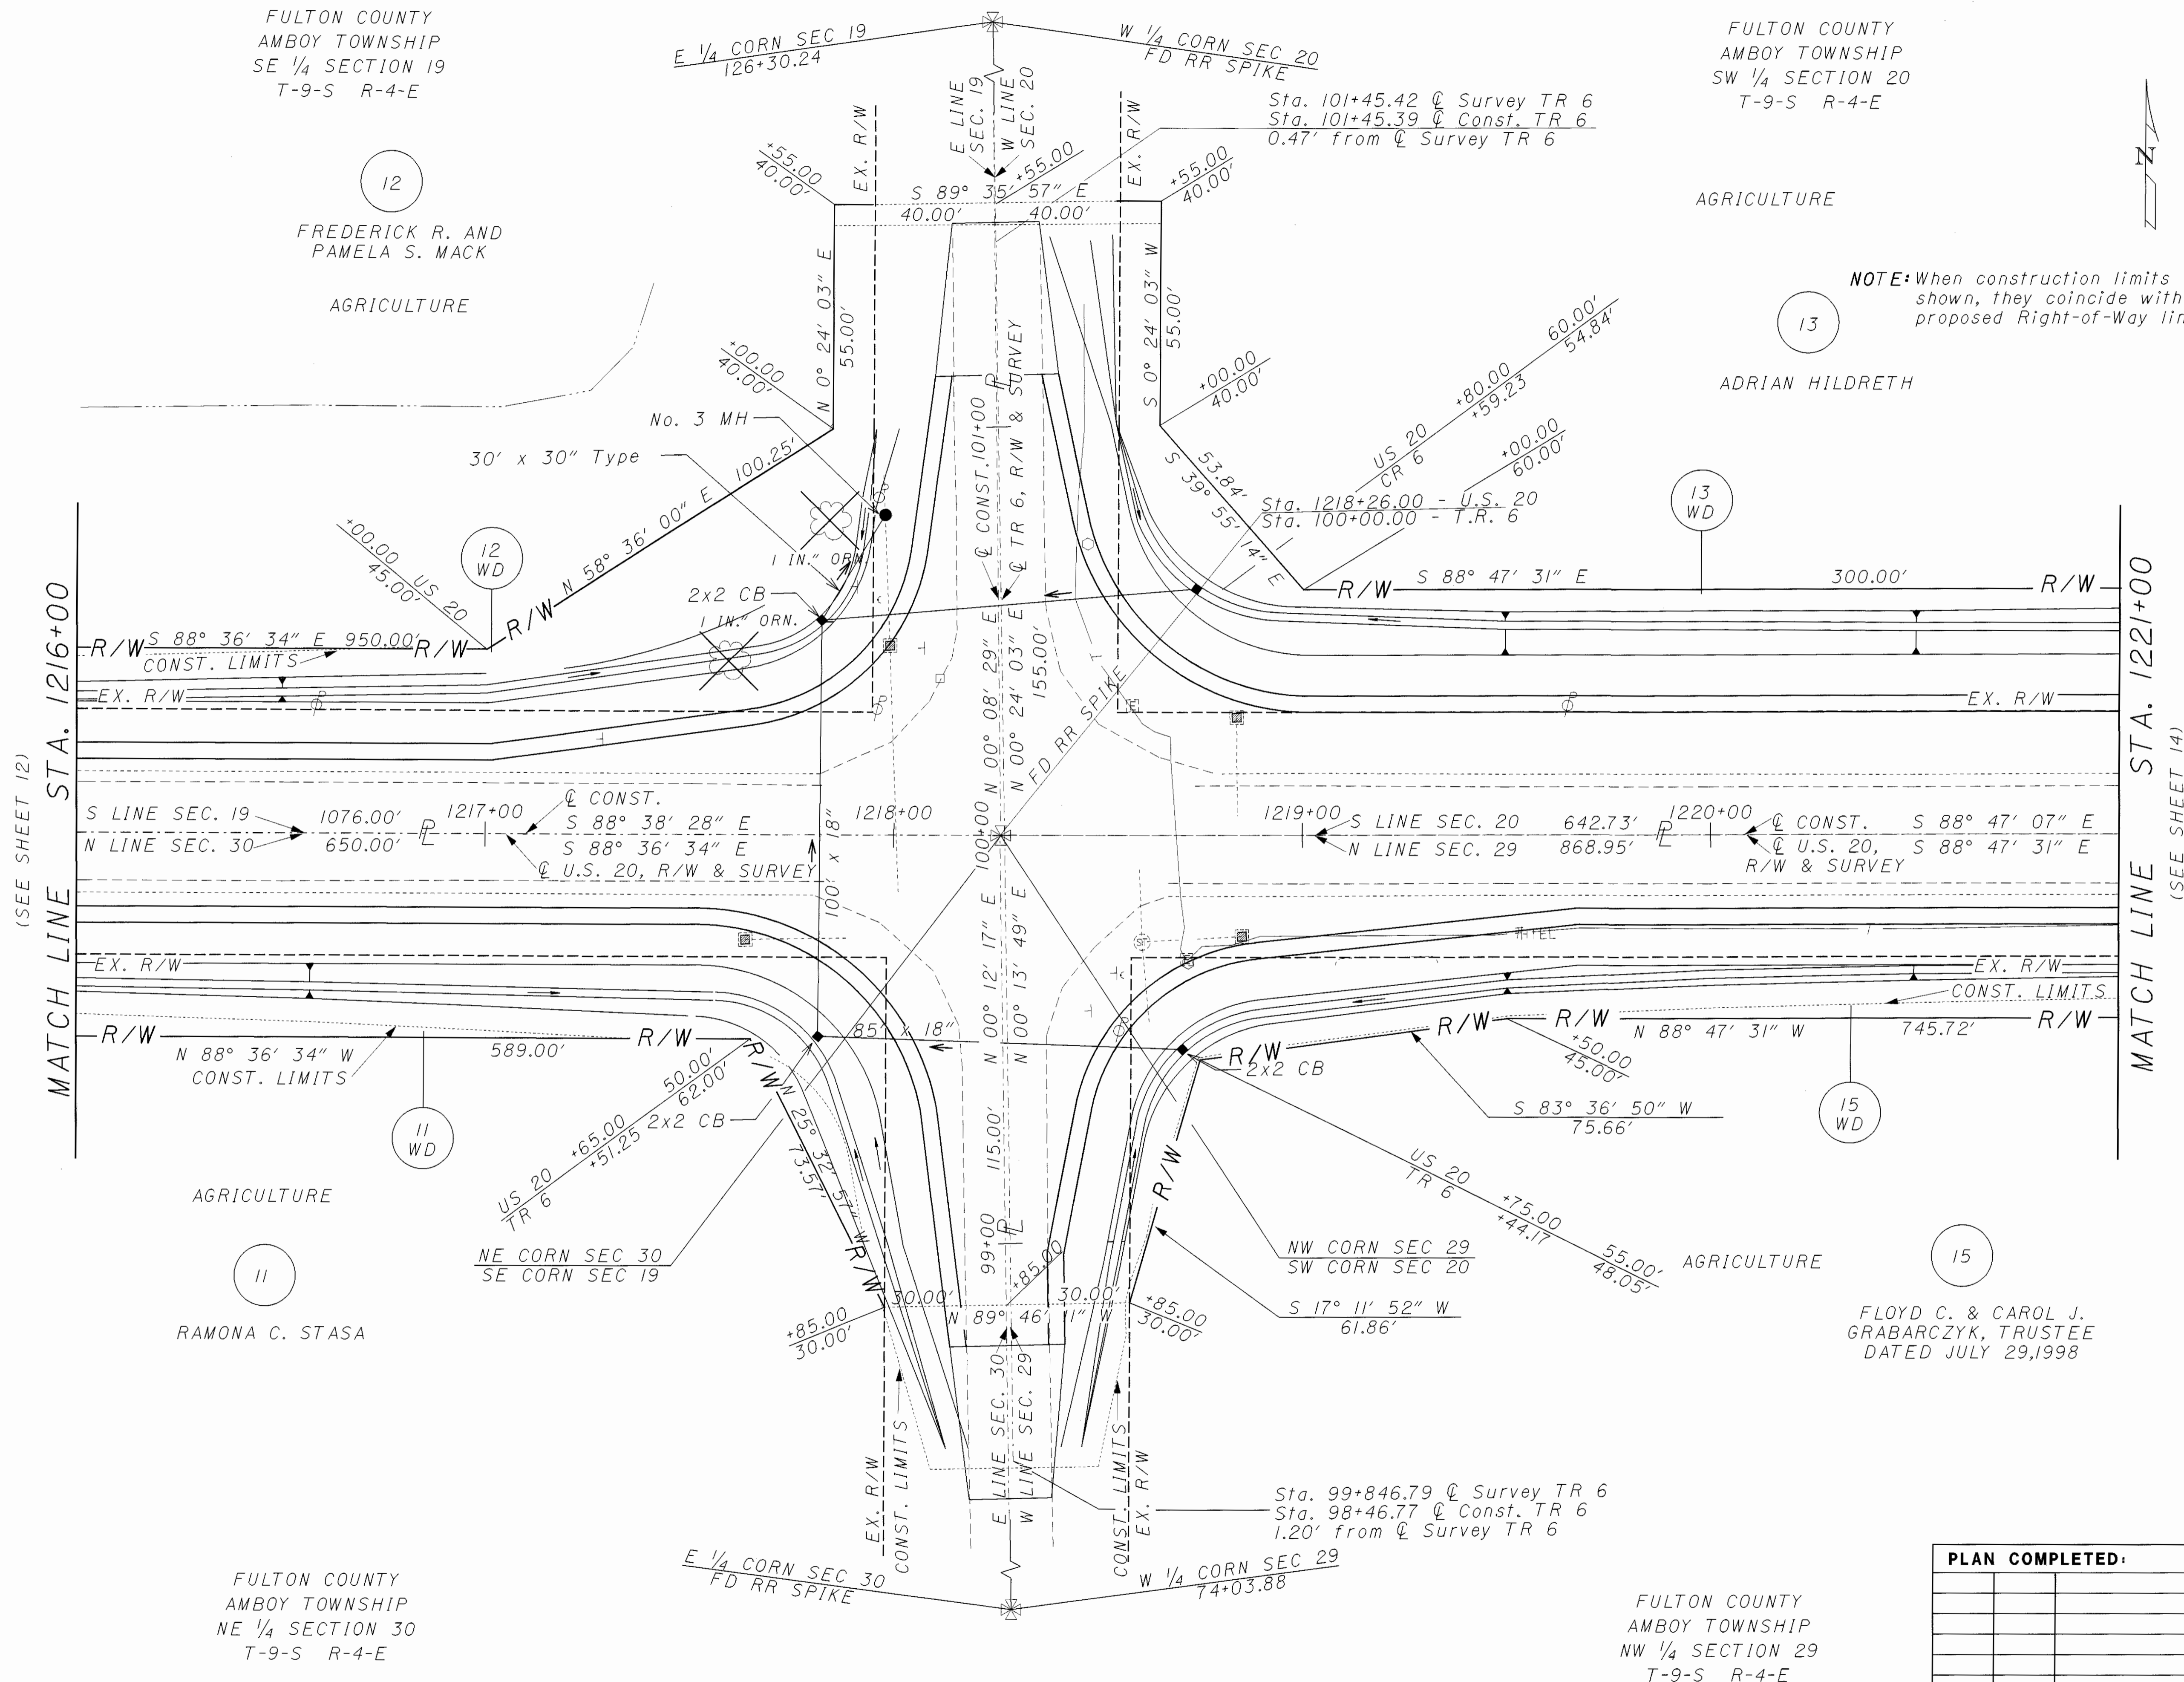 FULTON COUNTY
AMBOY TOWNSHIP
SE 1/4 SECTION 19
T-9-S R-4-E
E 1/4 CORN SEC 19
126+30.24
W 1/4 CORN SEC 20
FD RR SPIKE
FULTON COUNTY
AMBOY TOWNSHIP
SW 1/4 SECTION 20
T-9-S R-4-E
E LINE
SEC. 19
W LINE
SEC. 20
EX. R/W
EX. R/W
Sta. 101+45.42 ℄ Survey TR 6
Sta. 101+45.39 ℄ Const. TR 6
0.47' from ℄ Survey TR 6
N
12
FREDERICK R. AND
PAMELA S. MACK
AGRICULTURE
AGRICULTURE
+55.00
40.00'
+55.00
+55.00
40.00'
S 89° 35' 57" E
40.00'
40.00'
N 0° 24' 03" E
55.00'
S 0° 24' 03" W
55.00'
NOTE: When construction limits
shown, they coincide with
proposed Right-of-Way lin
13
ADRIAN HILDRETH
+00.00
40.00'
+00.00
40.00'
US 20
CR 6
+80.00
+59.23
60.00'
54.84'
+00.00
60.00'
No. 3 MH
30' x 30" Type
N 58° 36' 00" E 100.25'
53.84'
S 39° 55' 14" E
Sta. 1218+26.00 - U.S. 20
Sta. 100+00.00 - T.R. 6
13
WD
℄ CONST. 101+00
℄ TR 6, R/W & SURVEY
P
P
1 IN." ORN.
2x2 CB
1 IN." ORN.
+00.00 US 20
45.00'
12
WD
R/W
R/W
S 88° 36' 34" E 950.00'
R/W
CONST. LIMITS
EX. R/W
R/W
S 88° 47' 31" E
300.00'
R/W
EX. R/W
N 00° 08' 29" E
N 00° 24' 03" E
155.00'
FD RR SPIKE
E
P
P
P
MATCH LINE STA. 1216+00
(SEE SHEET 12)
MATCH LINE STA. 1221+00
(SEE SHEET 14)
S LINE SEC. 19
N LINE SEC. 30
1076.00'
650.00'
PL
1217+00
℄ CONST.
S 88° 38' 28" E
S 88° 36' 34" E
℄ U.S. 20, R/W & SURVEY
100' x 18"
1218+00
100+00
1219+00
S LINE SEC. 20
642.73'
N LINE SEC. 29
868.95'
PL
1220+00
℄ CONST.
S 88° 47' 07" E
℄ U.S. 20,
S 88° 47' 31" E
R/W & SURVEY
N 00° 12' 17" E
N 00° 13' 49" E
115.00'
EX. R/W
R/W
R/W
N 88° 36' 34" W
589.00'
CONST. LIMITS
11
WD
ST
TEL
T
EX. R/W
CONST. LIMITS
R/W
R/W
R/W
R/W
N 88° 47' 31" W
745.72'
+50.00
45.00'
85' x 18"
2x2 CB
S 83° 36' 50" W
75.66'
15
WD
50.00'
62.00'
+65.00
+51.25
US 20
TR 6
2x2 CB
R/W
N 25° 32' 57" W
73.57'
R/W
R/W
US 20
TR 6
+75.00
+44.17
55.00'
48.05'
AGRICULTURE
11
RAMONA C. STASA
NE CORN SEC 30
SE CORN SEC 19
99+00
PL
+85.00
NW CORN SEC 29
SW CORN SEC 20
S 17° 11' 52" W
61.86'
30.00'
30.00'
N 89° 46' 11" W
+85.00
30.00'
+85.00
30.00'
AGRICULTURE
15
FLOYD C. & CAROL J.
GRABARCZYK, TRUSTEE
DATED JULY 29,1998
E LINE SEC. 30
W LINE SEC. 29
EX. R/W
CONST. LIMITS
CONST. LIMITS
EX. R/W
Sta. 99+846.79 ℄ Survey TR 6
Sta. 98+46.77 ℄ Const. TR 6
1.20' from ℄ Survey TR 6
E 1/4 CORN SEC 30
FD RR SPIKE
W 1/4 CORN SEC 29
74+03.88
FULTON COUNTY
AMBOY TOWNSHIP
NE 1/4 SECTION 30
T-9-S R-4-E
FULTON COUNTY
AMBOY TOWNSHIP
NW 1/4 SECTION 29
T-9-S R-4-E
PLAN COMPLETED: